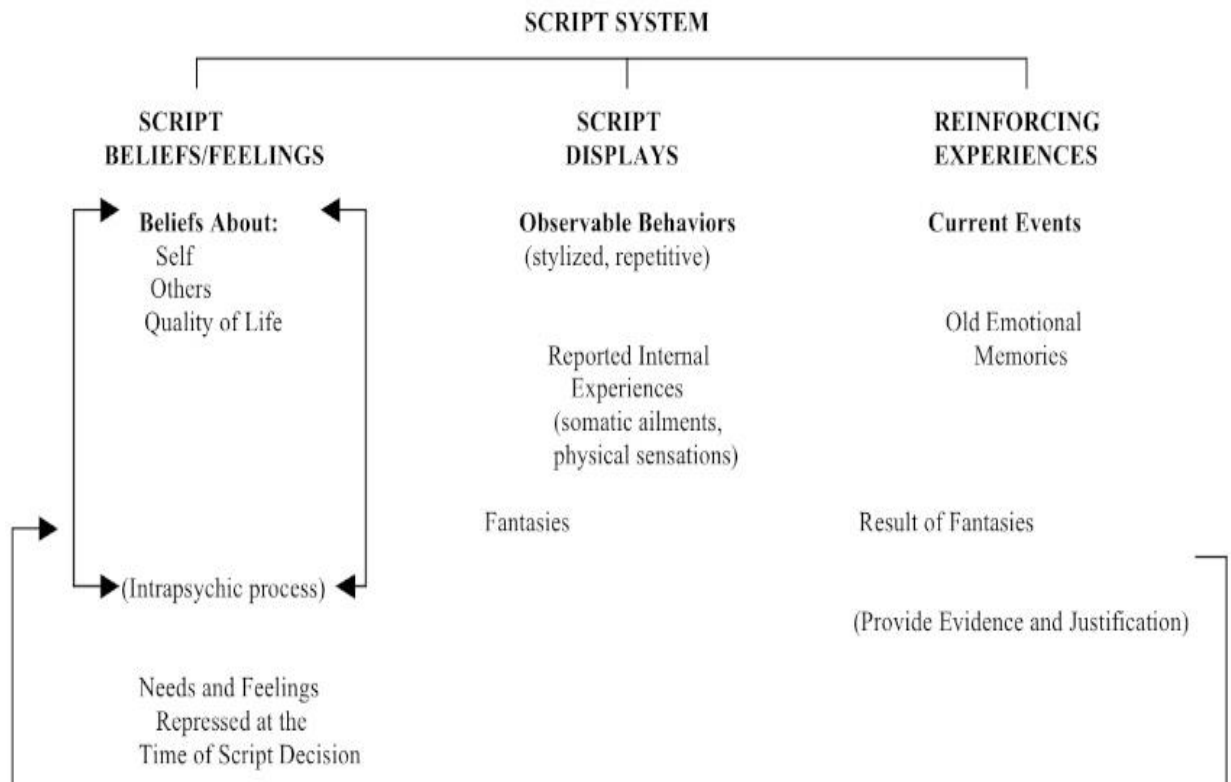 SCRIPT SYSTEM
SCRIPT
BELIEFS/FEELINGS
Beliefs About:
Self
Others
Quality of Life
(Intrapsychic process)
Needs and Feelings
Repressed at the
Time of Script Decision
SCRIPT
DISPLAYS
Observable Behaviors
(stylized, repetitive)
Reported Internal
Experiences
(somatic ailments,
physical sensations)
Fantasies
REINFORCING
EXPERIENCES
Current Events
Old Emotional
Memories
Result of Fantasies
(Provide Evidence and Justification)